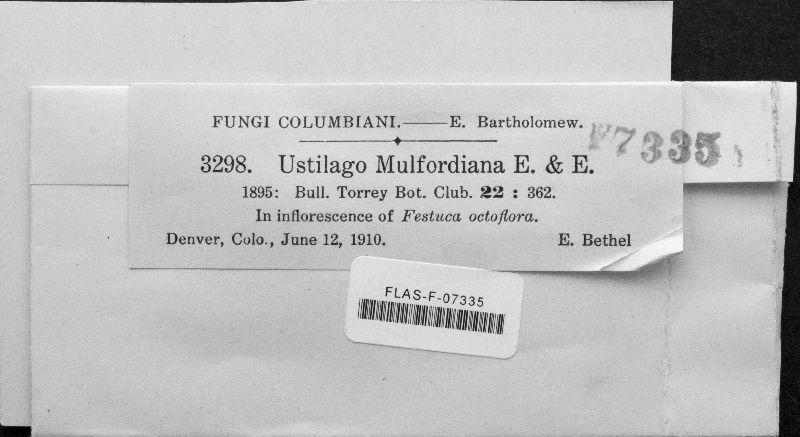 FUNGI COLUMBIANI.——E. Bartholomew.
3298. Ustilago Mulfordiana E. & E.
1895: Bull. Torrey Bot. Club. 22 : 362.
In inflorescence of Festuca octoflora.
Denver, Colo., June 12, 1910. E. Bethel
F7335
FLAS-F-07335